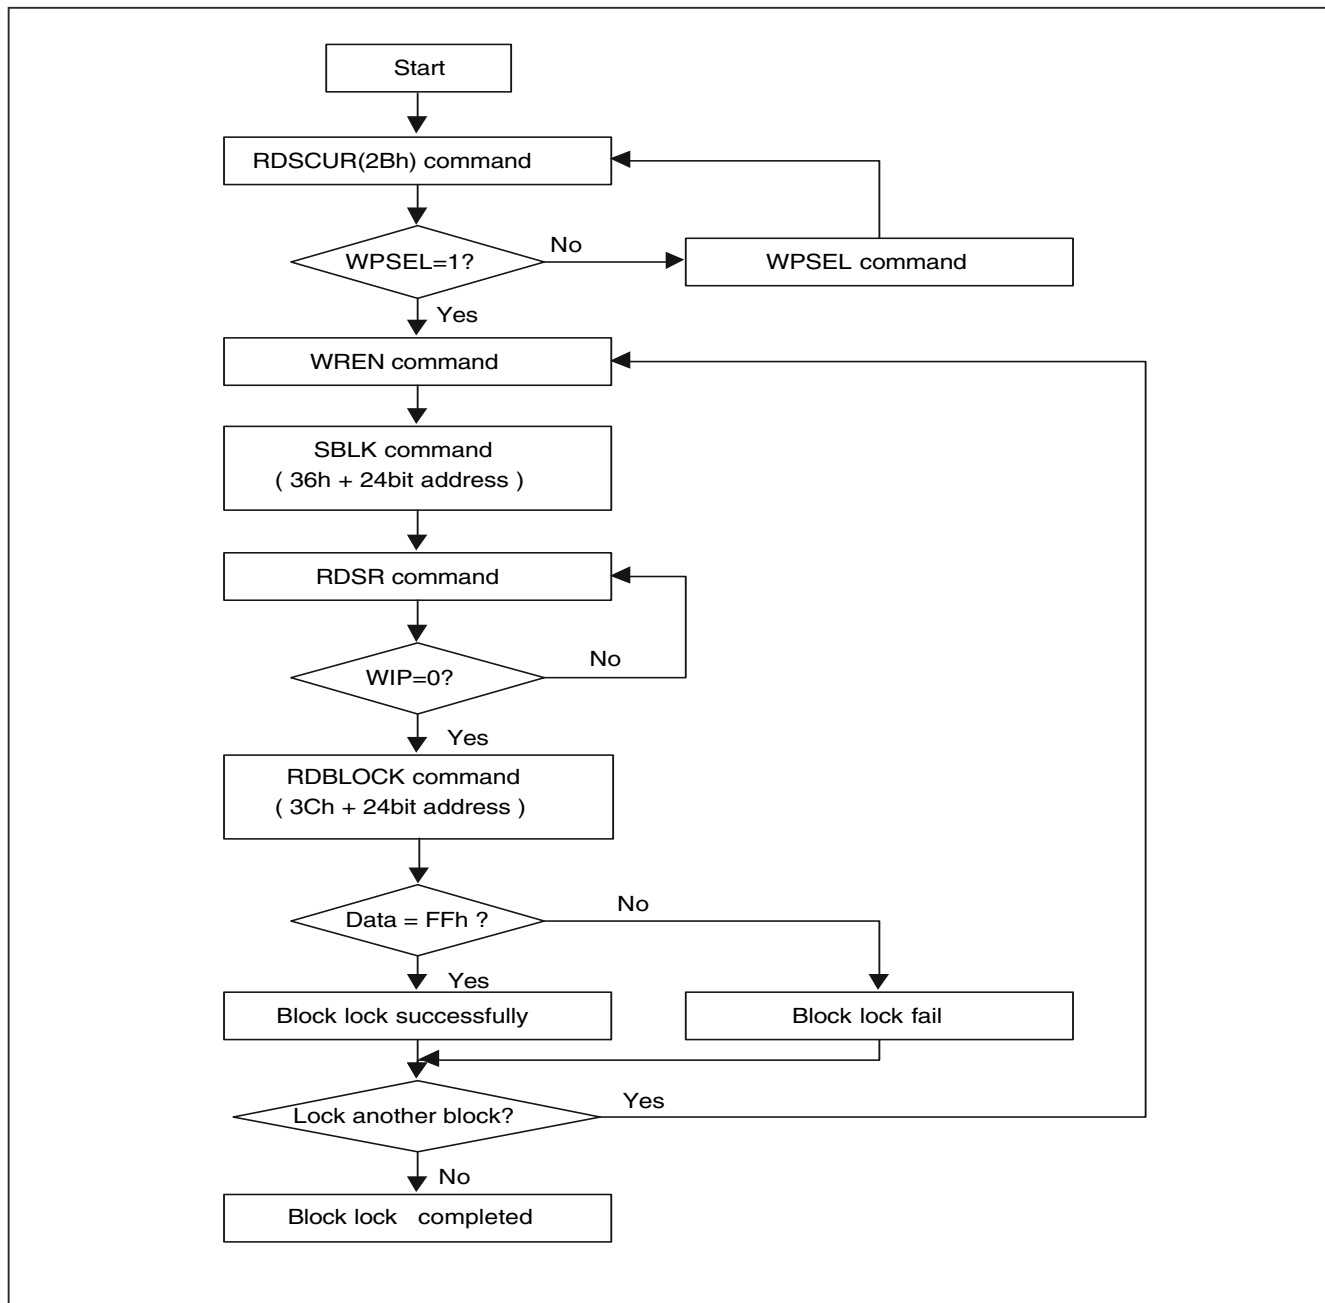 Start
RDSCUR(2Bh) command
WPSEL=1?
No
WPSEL command
Yes
WREN command
SBLK command
( 36h + 24bit address )
RDSR command
WIP=0?
No
Yes
RDBLOCK command
( 3Ch + 24bit address )
Data = FFh ?
No
Yes
Block lock successfully
Block lock fail
Lock another block?
Yes
No
Block lock completed